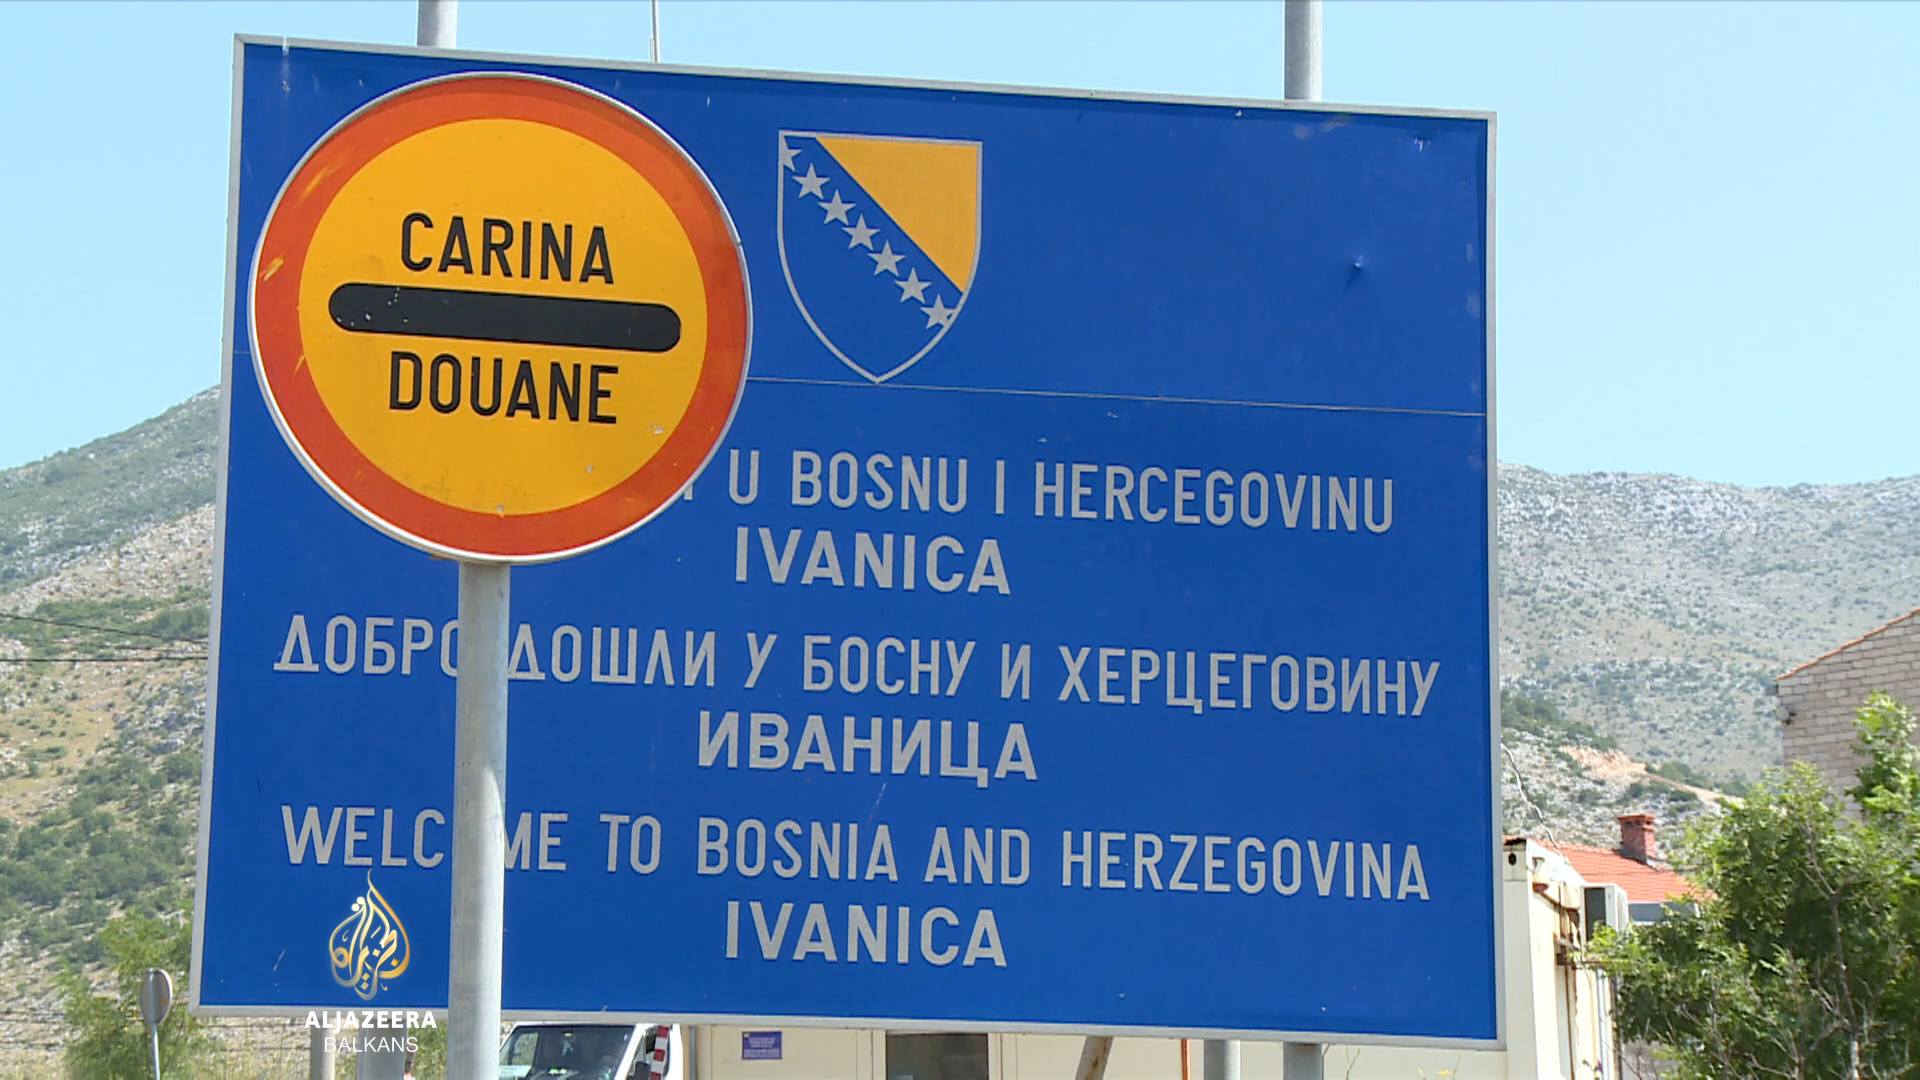 CARINA
DOUANE
U BOSNU I HERCEGOVINU
IVANICA
ДОБРО ДОШЛИ У БОСНУ И ХЕРЦЕГОВИНУ
ИВАНИЦА
WELCOME TO BOSNIA AND HERZEGOVINA
IVANICA
ALJAZEERA
BALKANS